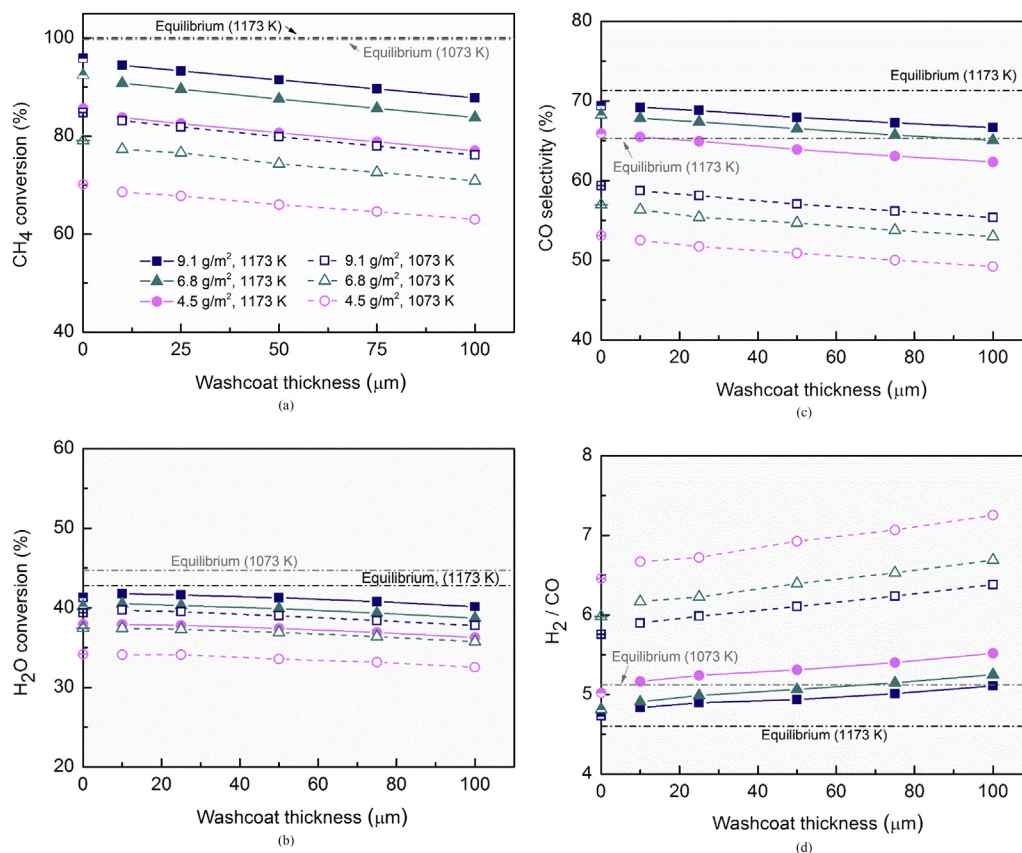 Equilibrium (1173 K)
Equilibrium (1073 K)
100
80
60
40
CH4 conversion (%)
9.1 g/m², 1173 K
9.1 g/m², 1073 K
6.8 g/m², 1173 K
6.8 g/m², 1073 K
4.5 g/m², 1173 K
4.5 g/m², 1073 K
0 25 50 75 100
Washcoat thickness (μm)
(a)
80
70
60
50
40
CO selectivity (%)
Equilibrium (1173 K)
Equilibrium (1173 K)
0 20 40 60 80 100
Washcoat thickness (μm)
(c)
60
50
40
30
20
H2O conversion (%)
Equilibrium (1073 K)
Equilibrium, (1173 K)
0 20 40 60 80 100
Washcoat thickness (μm)
(b)
8
7
6
5
4
H2 / CO
Equilibrium (1073 K)
Equilibrium (1173 K)
0 20 40 60 80 100
Washcoat thickness (μm)
(d)